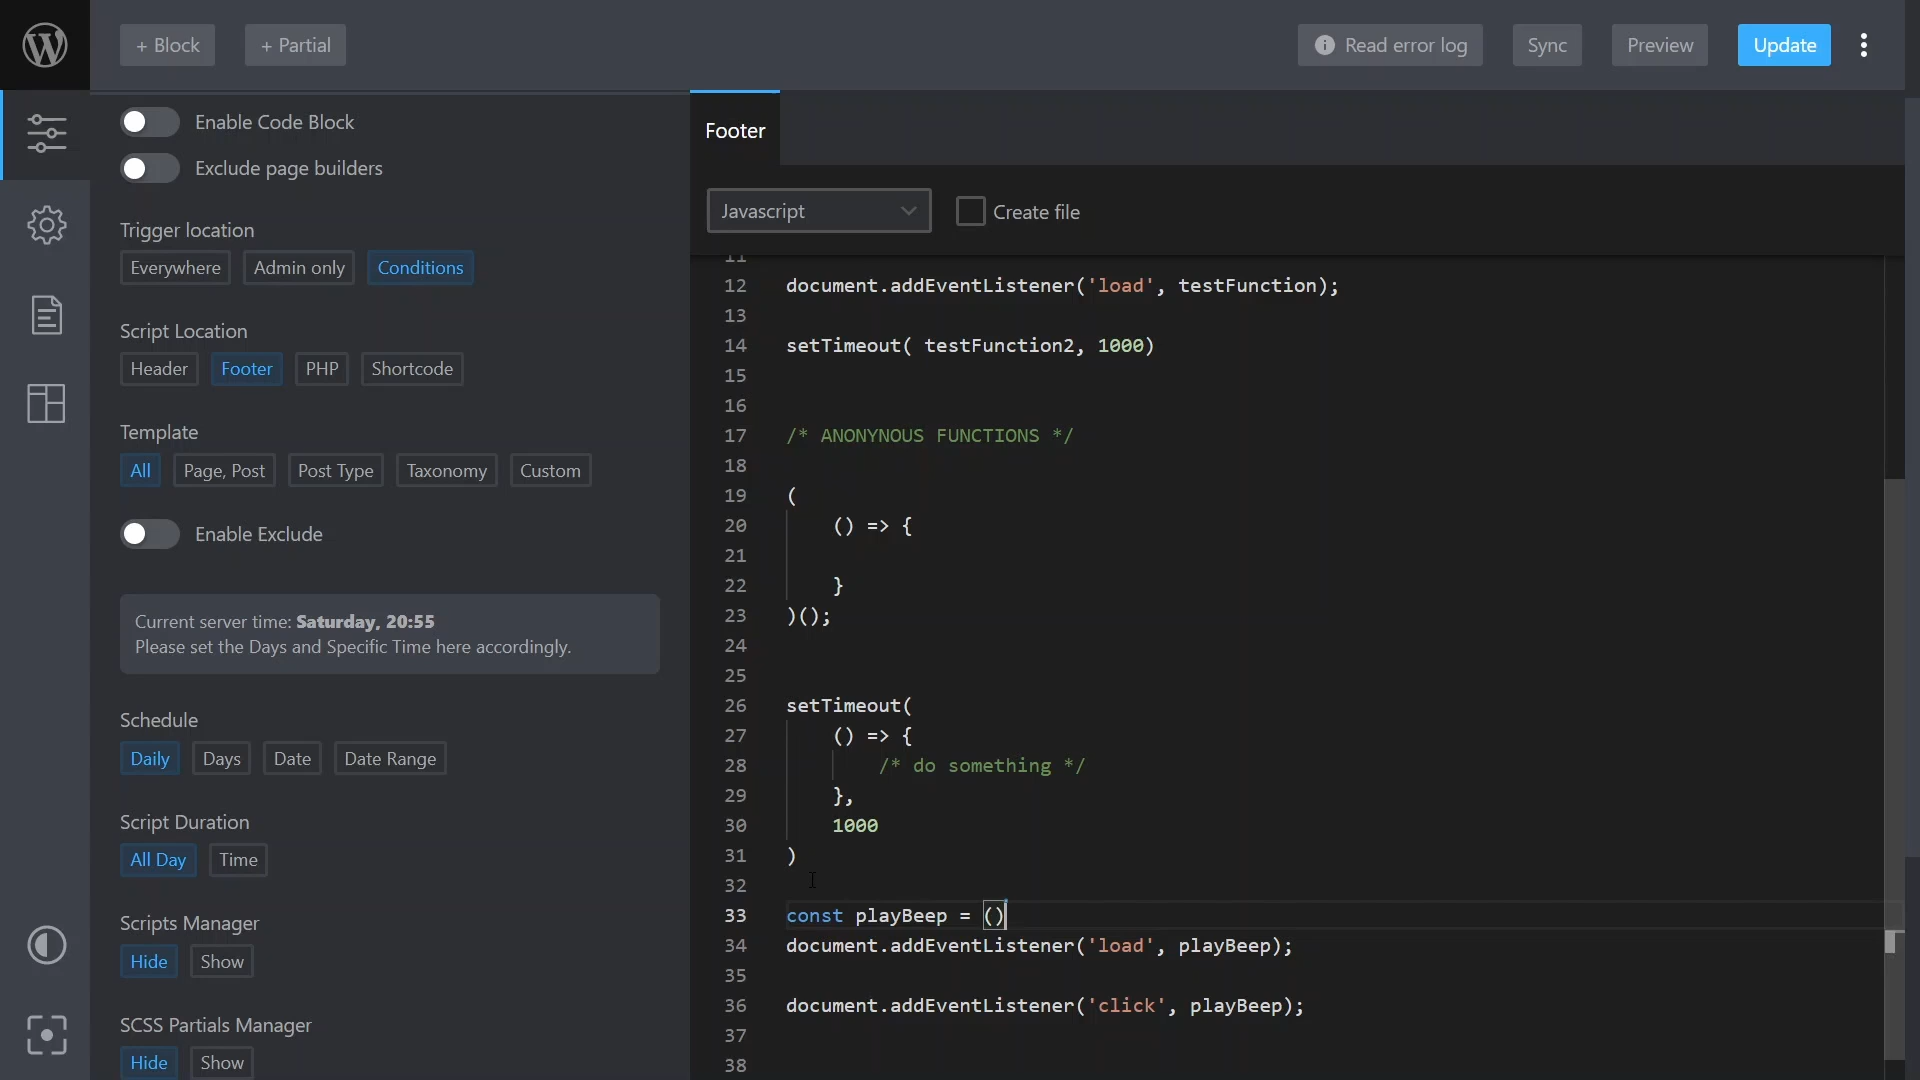 + Block
+ Partial
Read error log
Sync
Preview
Update
Enable Code Block
Exclude page builders
Trigger location
Everywhere
Admin only
Conditions
Script Location
Header
Footer
PHP
Shortcode
Template
All
Page, Post
Post Type
Taxonomy
Custom
Enable Exclude
Current server time: Saturday, 20:55
Please set the Days and Specific Time here accordingly.
Schedule
Daily
Days
Date
Date Range
Script Duration
All Day
Time
Scripts Manager
Hide
Show
SCSS Partials Manager
Hide
Show
Footer
Javascript
Create file
11
12 document.addEventListener('load', testFunction);
13
14 setTimeout( testFunction2, 1000)
15
16
17 /* ANONYNOUS FUNCTIONS */
18
19 (
20 () => {
21
22 }
23 )();
24
25
26 setTimeout(
27 () => {
28 /* do something */
29 },
30 1000
31 )
32
33 const playBeep = ()
34 document.addEventListener('load', playBeep);
35
36 document.addEventListener('click', playBeep);
37
38